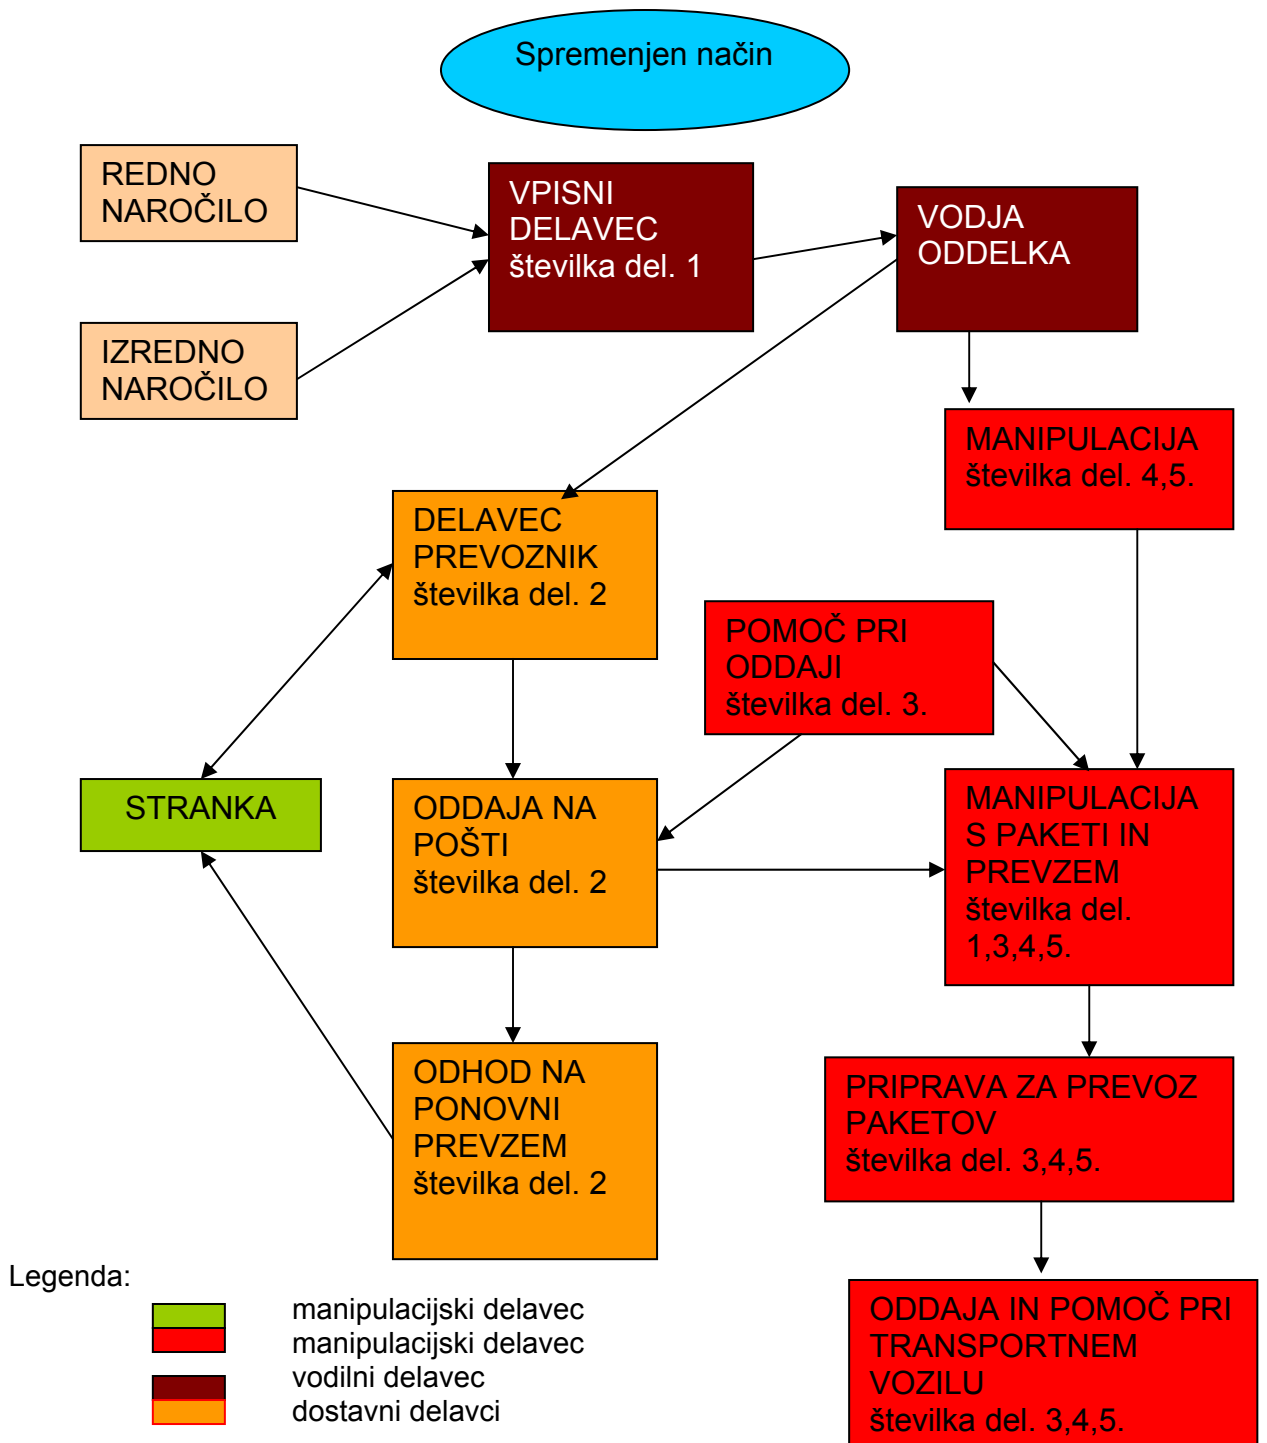 Spremenjen način
REDNO
NAROČILO
VPISNI
DELAVEC
številka del. 1
VODJA
ODDELKA
IZREDNO
NAROČILO
MANIPULACIJA
številka del. 4,5.
DELAVEC
PREVOZNIK
številka del. 2
POMOČ PRI
ODDAJI
številka del. 3.
STRANKA
ODDAJA NA
POŠTI
številka del. 2
MANIPULACIJA
S PAKETI IN
PREVZEM
številka del.
1,3,4,5.
ODHOD NA
PONOVNI
PREVZEM
številka del. 2
PRIPRAVA ZA PREVOZ
PAKETOV
številka del. 3,4,5.
ODDAJA IN POMOČ PRI
TRANSPORTNEM
VOZILU
številka del. 3,4,5.
Legenda:
manipulacijski delavec
manipulacijski delavec
vodilni delavec
dostavni delavci